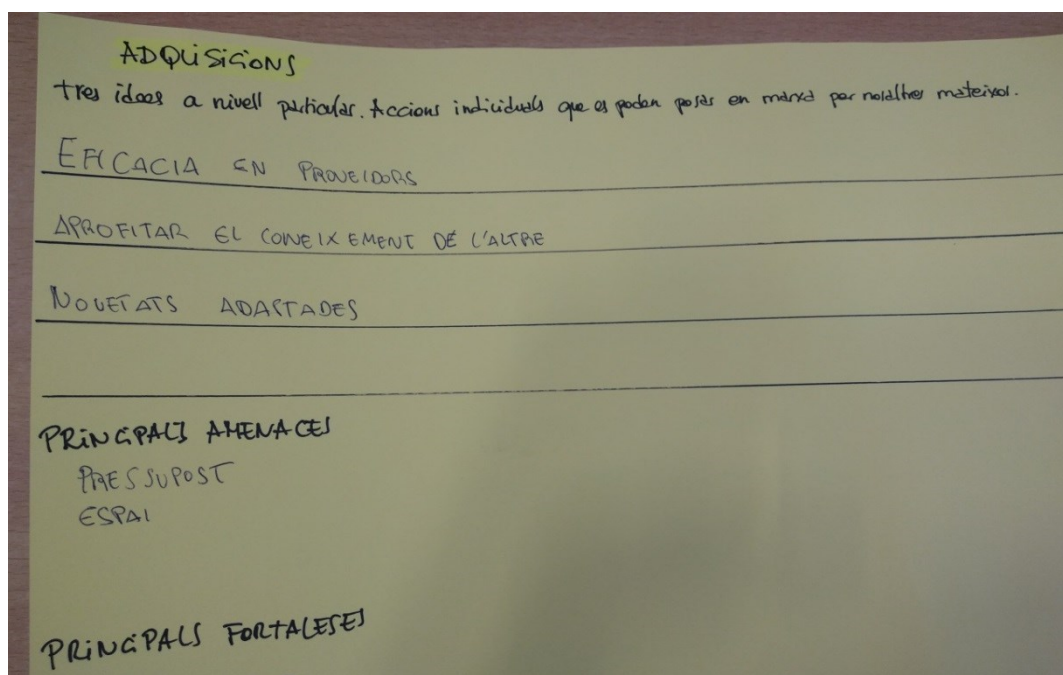 ADQUISICIONS
tres idees a nivell particular. Accions individuals que es poden posar en marxa per nosaltres mateixos.
EFICACIA EN PROVEIDORS
APROFITAR EL CONEIXEMENT DE L'ALTRE
NOVETATS ADAPTADES
PRINCIPALS AMENACES
PRESSUPOST
ESPAI
PRINCIPALS FORTALESES